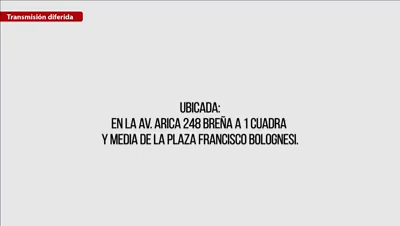 Transmisión diferida
UBICADA:
EN LA AV. ARICA 248 BREÑA A 1 CUADRA
Y MEDIA DE LA PLAZA FRANCISCO BOLOGNESI.